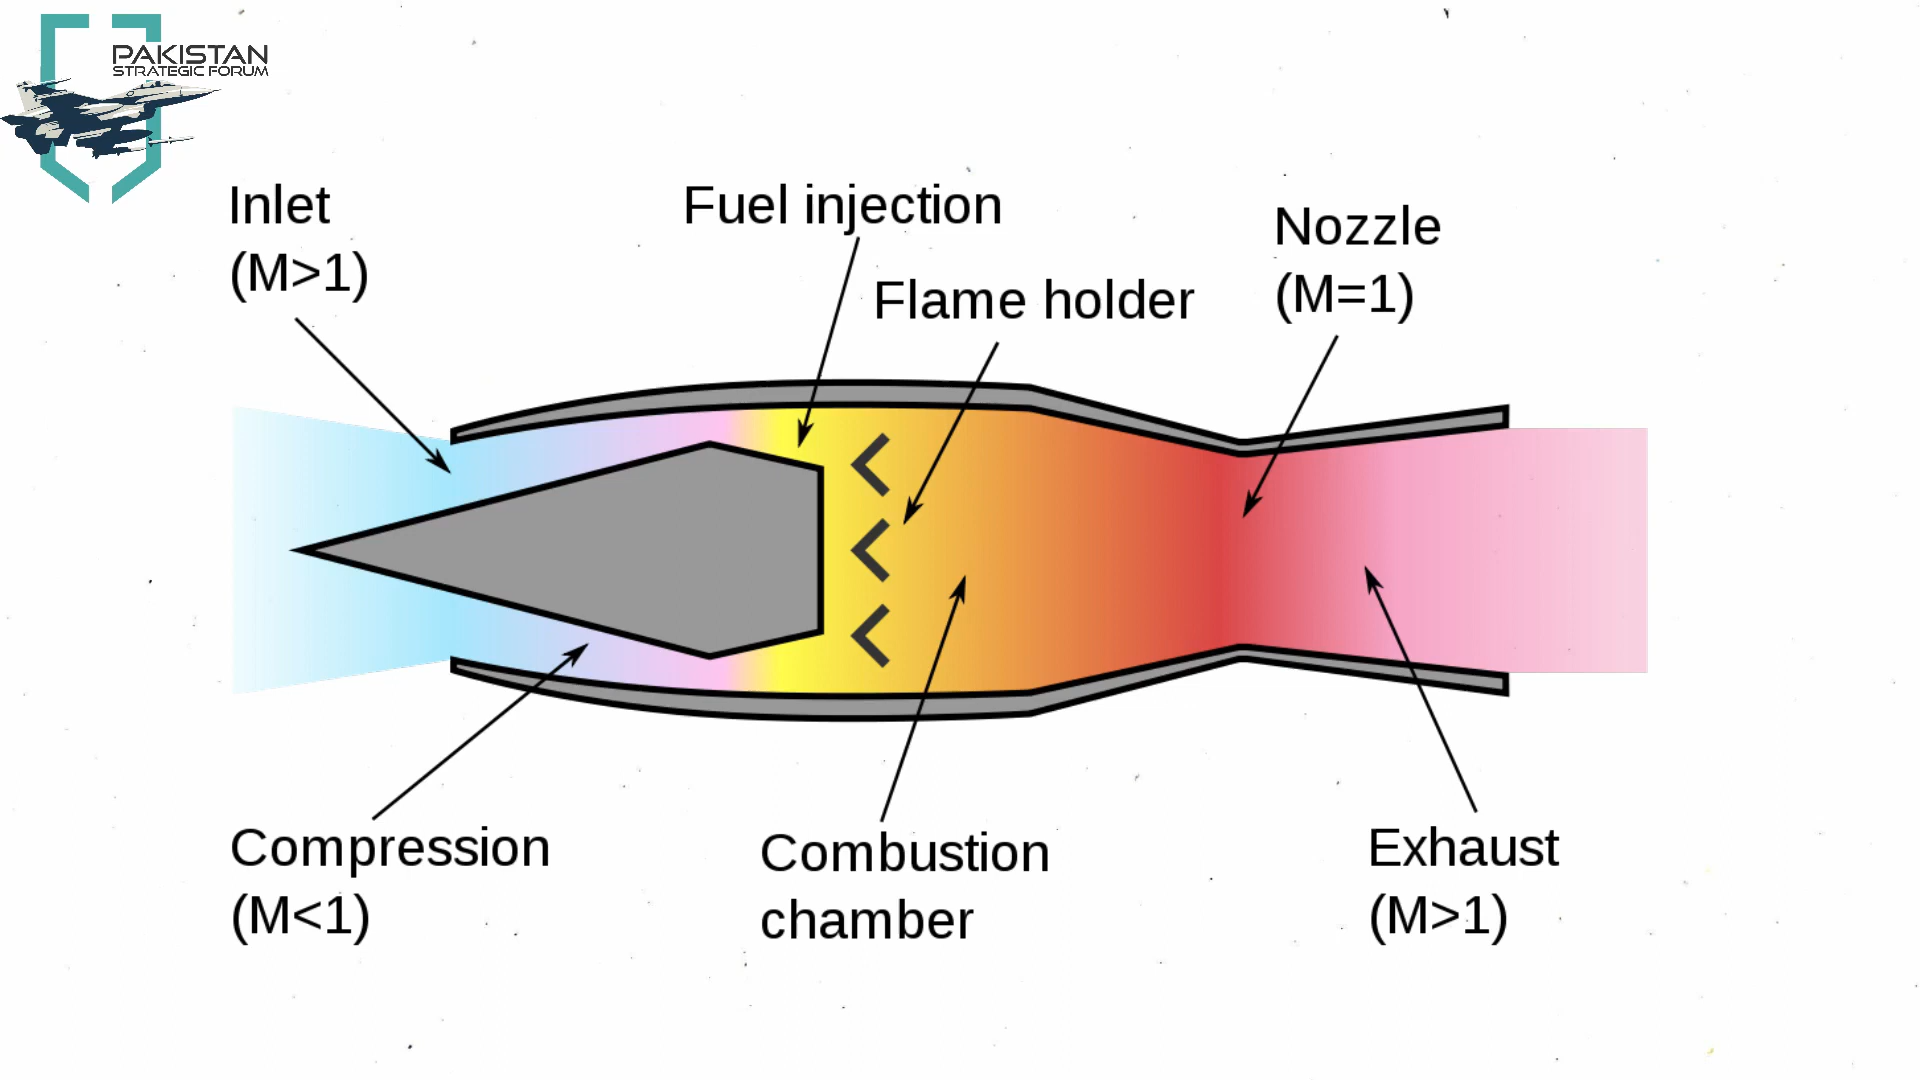 PAKISTAN
STRATEGIC FORUM
Inlet
(M>1)
Fuel injection
Flame holder
Nozzle
(M=1)
Compression
(M<1)
Combustion
chamber
Exhaust
(M>1)